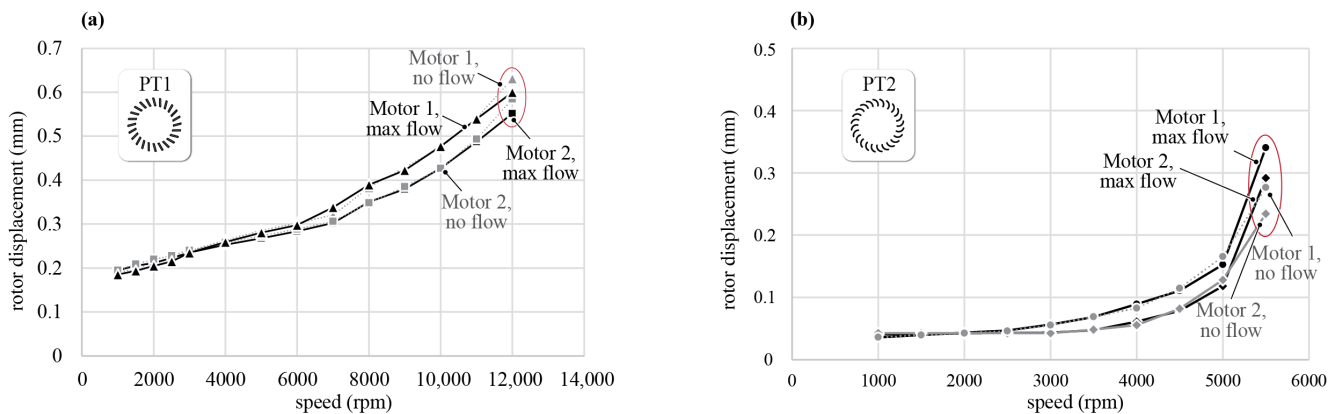 (a)
0.7
0.6
0.5
0.4
0.3
0.2
0.1
0
rotor displacement (mm)
PT1
Motor 1,
no flow
Motor 1,
max flow
Motor 2,
max flow
Motor 2,
no flow
0
2000
4000
6000
8000
10,000
12,000
14,000
speed (rpm)
(b)
0.5
0.4
0.3
0.2
0.1
0
rotor displacement (mm)
PT2
Motor 1,
max flow
Motor 2,
max flow
Motor 1,
no flow
Motor 2,
no flow
0
1000
2000
3000
4000
5000
6000
speed (rpm)